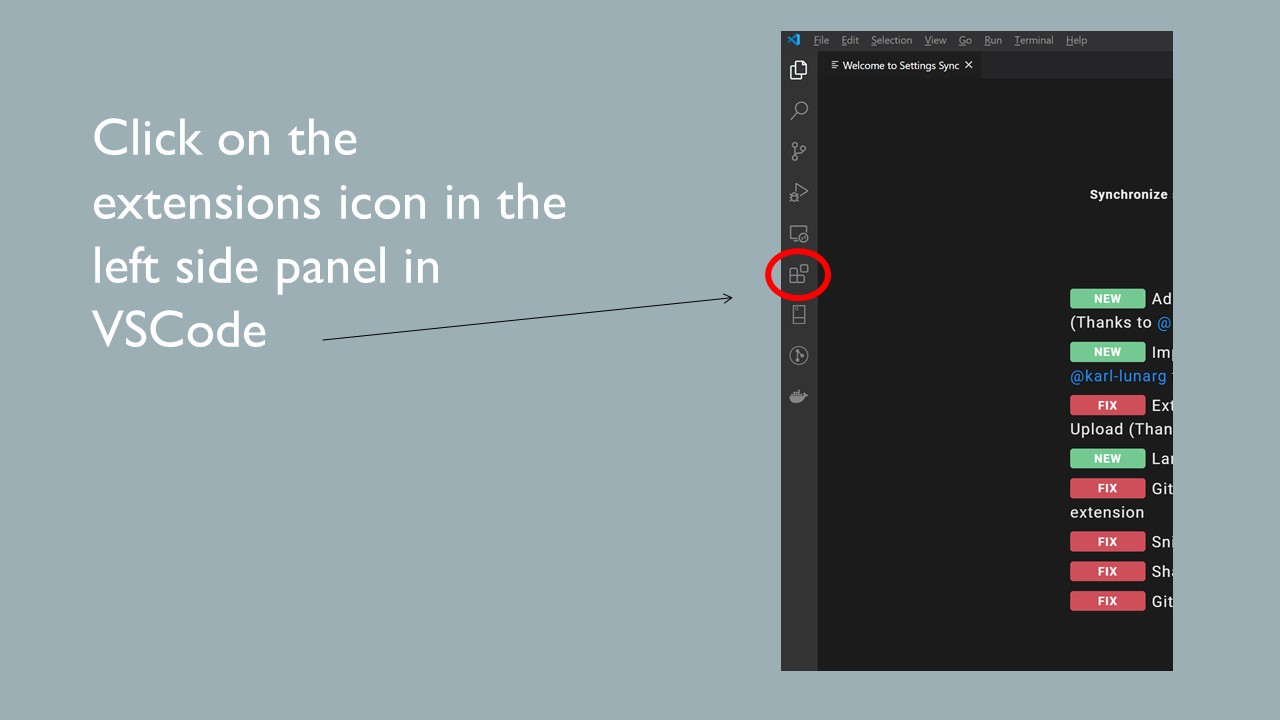 Click on the
extensions icon in the
left side panel in
VSCode
File Edit Selection View Go Run Terminal Help
Welcome to Settings Sync
Synchronize
NEW Ad
(Thanks to @
NEW Imp
@karl-lunarg
FIX Ext
Upload (Than
NEW Lan
FIX Git
extension
FIX Sni
FIX Sha
FIX Git